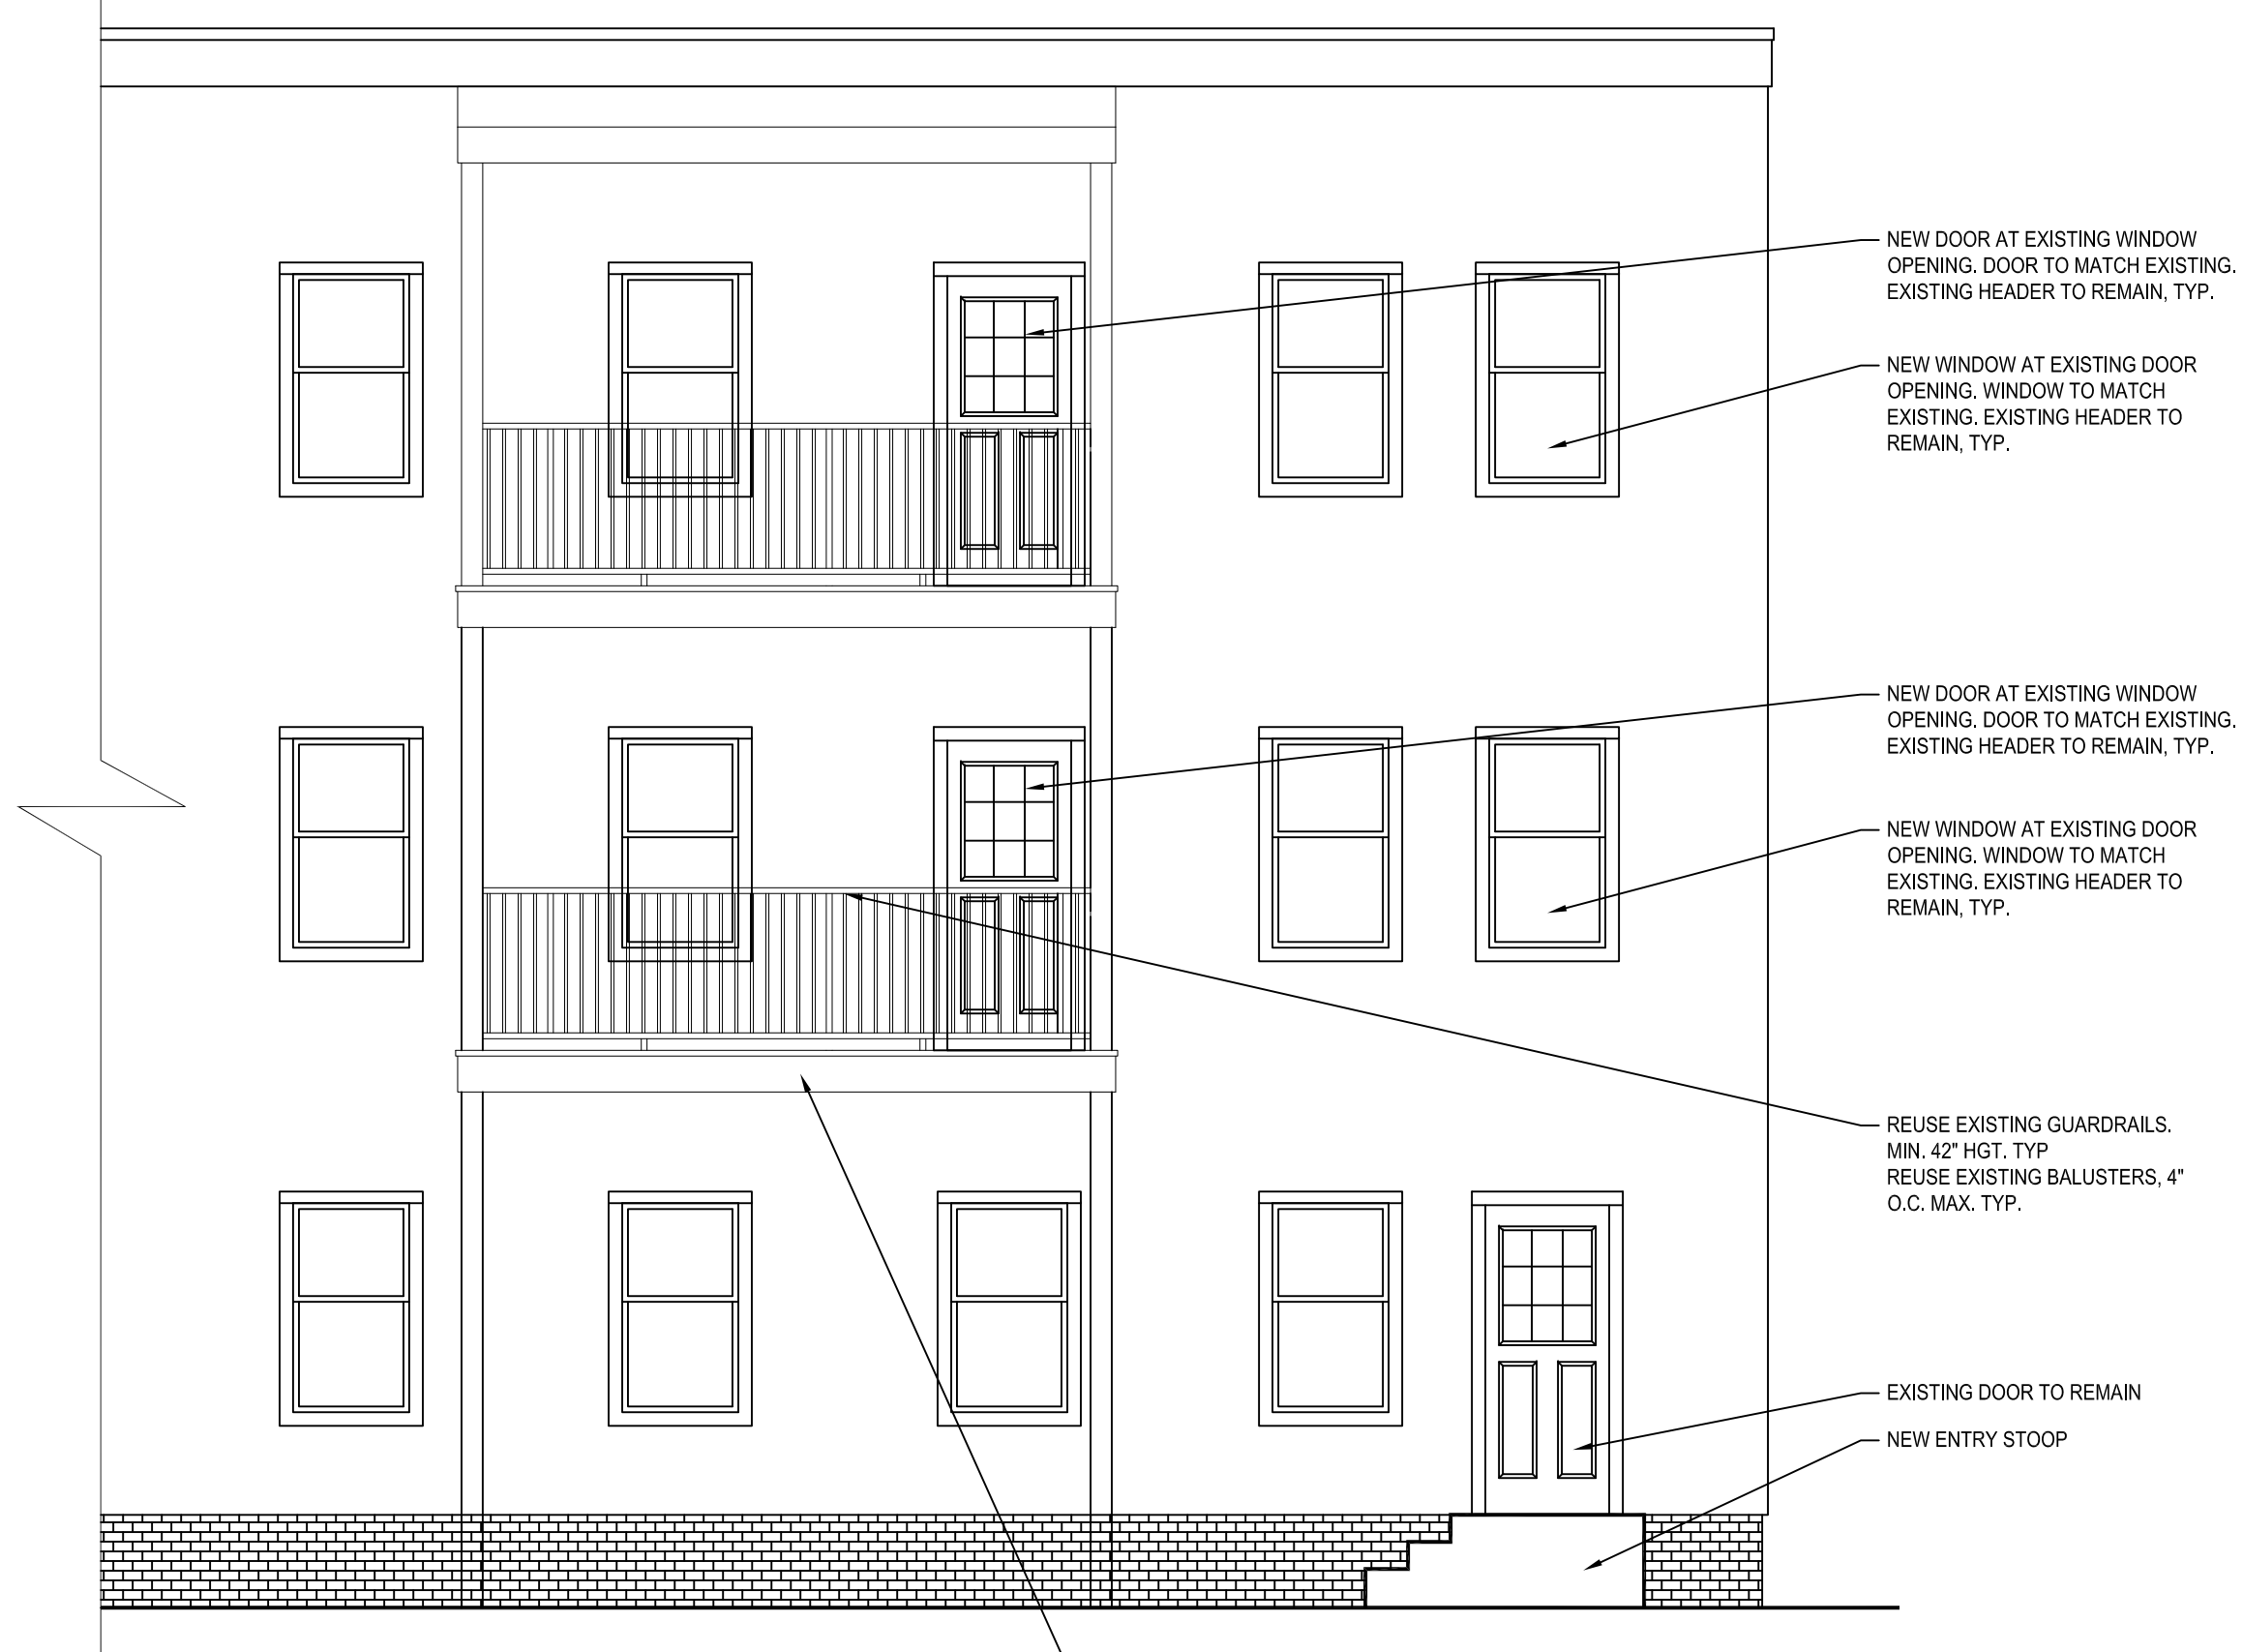 NEW DOOR AT EXISTING WINDOW
OPENING. DOOR TO MATCH EXISTING.
EXISTING HEADER TO REMAIN, TYP.
NEW WINDOW AT EXISTING DOOR
OPENING. WINDOW TO MATCH
EXISTING. EXISTING HEADER TO
REMAIN, TYP.
NEW DOOR AT EXISTING WINDOW
OPENING. DOOR TO MATCH EXISTING.
EXISTING HEADER TO REMAIN, TYP.
NEW WINDOW AT EXISTING DOOR
OPENING. WINDOW TO MATCH
EXISTING. EXISTING HEADER TO
REMAIN, TYP.
REUSE EXISTING GUARDRAILS.
MIN. 42" HGT. TYP
REUSE EXISTING BALUSTERS, 4"
O.C. MAX. TYP.
EXISTING DOOR TO REMAIN
NEW ENTRY STOOP